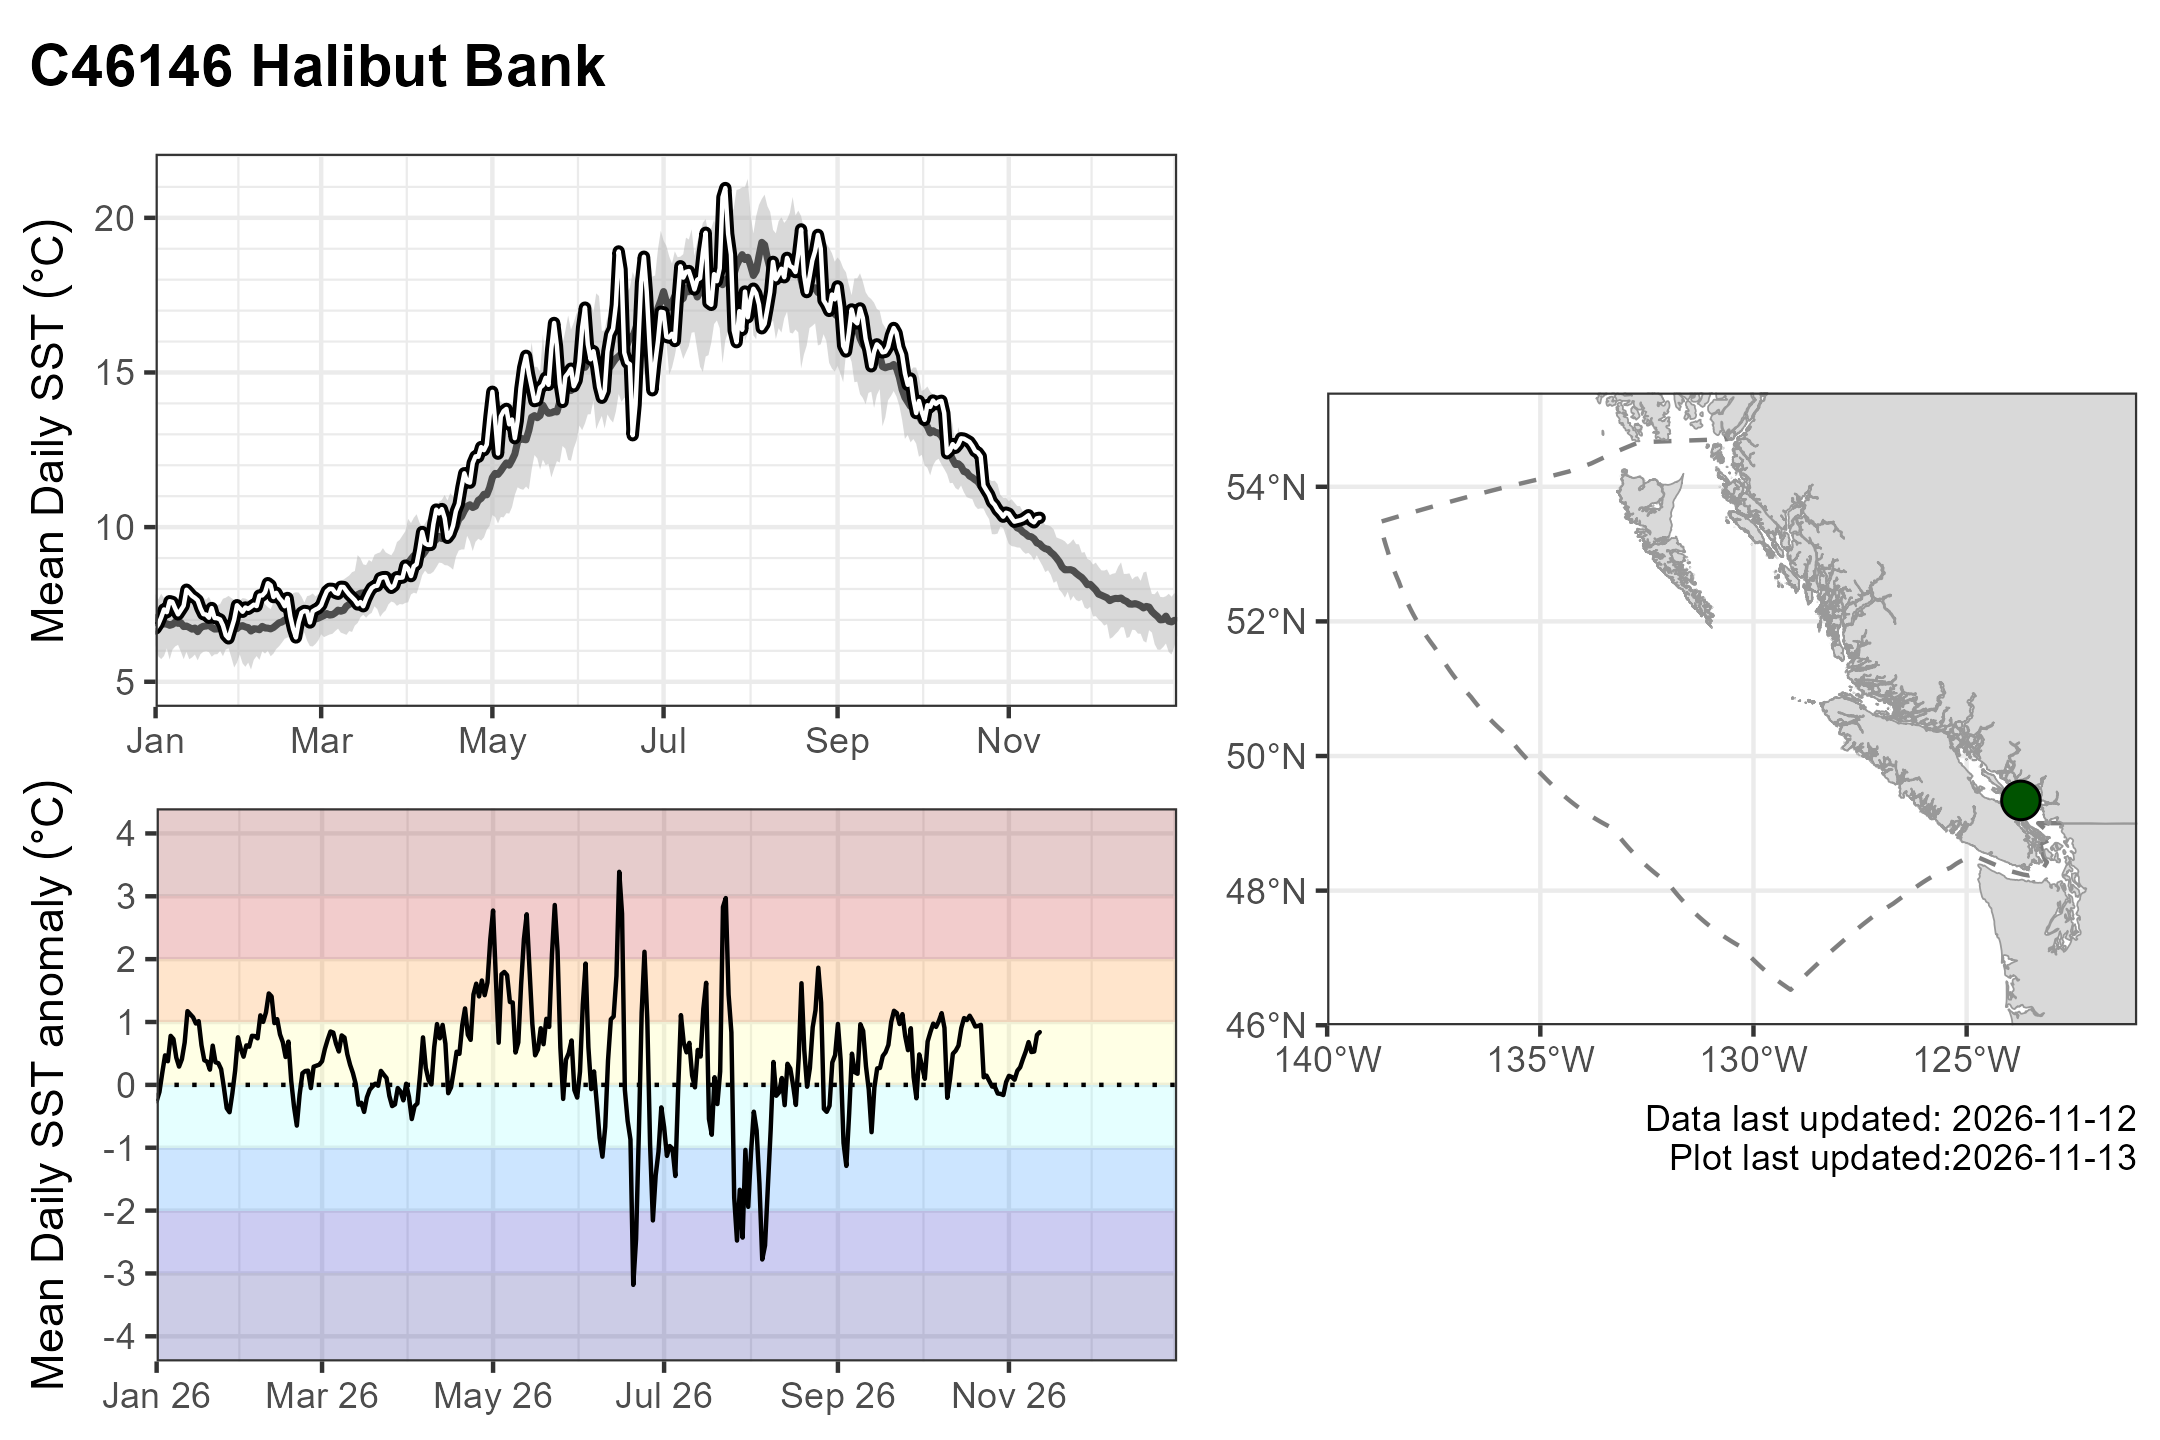 C46146 Halibut Bank
Mean Daily SST (°C)
20
15
10
5
Jan Mar May Jul Sep Nov
Mean Daily SST anomaly (°C)
4
3
2
1
0
-1
-2
-3
-4
Jan 26 Mar 26 May 26 Jul 26 Sep 26 Nov 26
54°N
52°N
50°N
48°N
46°N
140°W 135°W 130°W 125°W
Data last updated: 2026-11-12
Plot last updated:2026-11-13